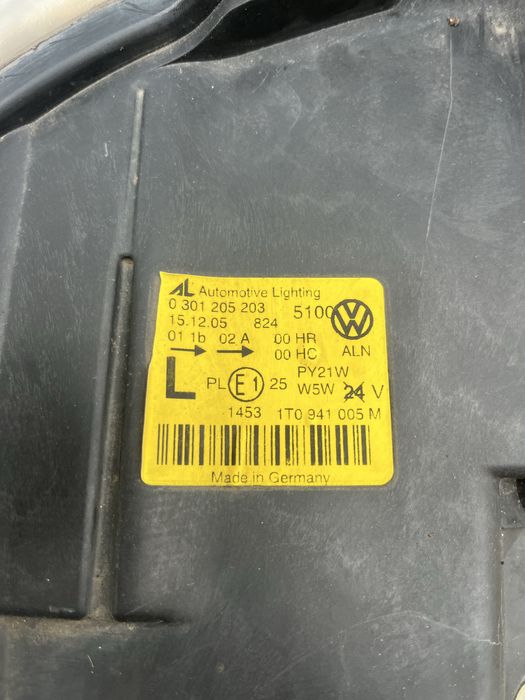 AL Automotive Lighting
0 301 205 203 5100
15.12.05 824
01 1b 02 A 00 HR
00 HC ALN
L PL E1 25 PY21W
W5W 24 V
1453 1T0 941 005 M
Made in Germany